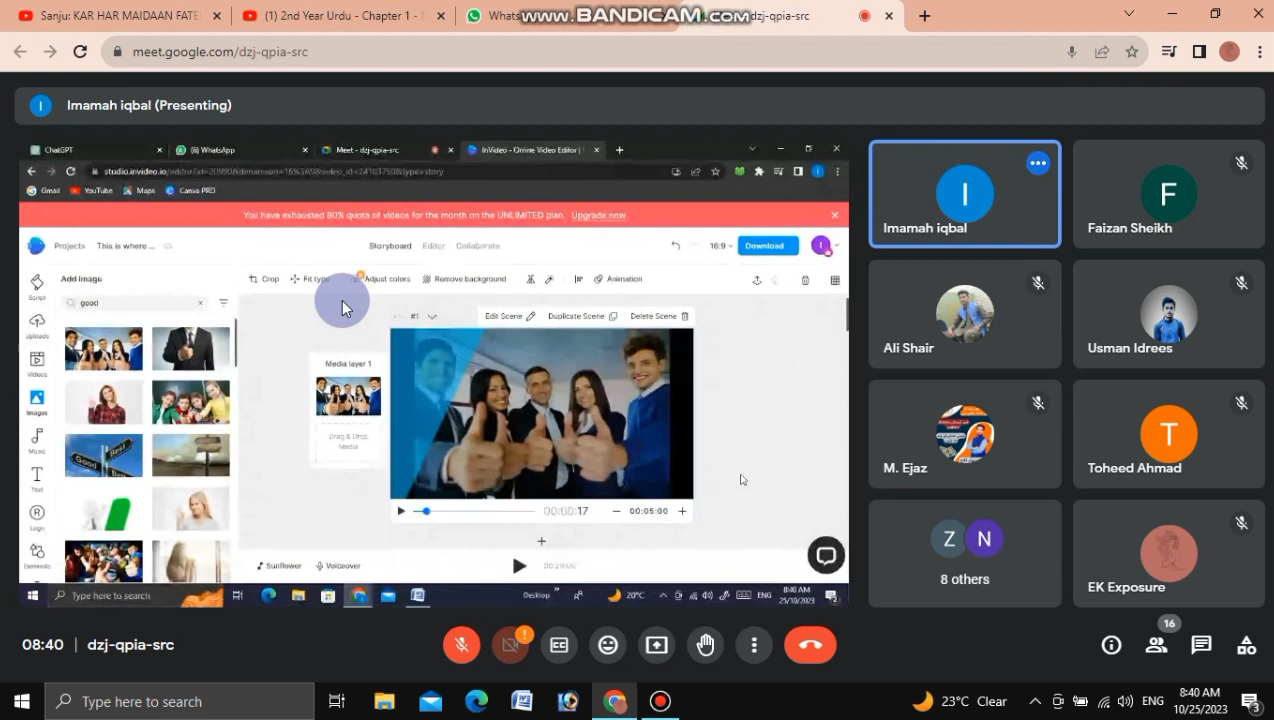 Sanju: KAR HAR MAIDAAN FATE
(1) 2nd Year Urdu - Chapter 1 -
Whats
www.BANDICAM.com
dzj-qpia-src
meet.google.com/dzj-qpia-src
I
Imamah iqbal (Presenting)
ChatGPT
(6) WhatsApp
Meet - dzj-qpia-src
InVideo - Online Video Editor |
Gmail
YouTube
Maps
Canva PRO
You have exhausted 80% quota of videos for the month on the UNLIMITED plan. Upgrade now
Projects
This is where ...
Storyboard
Editor
Collaborate
16:9
Download
Add Image
Crop
Fit type
Adjust colors
Remove background
Animation
good
Script
Uploads
Videos
Images
Music
Text
Logo
Elements
#1
Edit Scene
Duplicate Scene
Delete Scene
Media layer 1
Drag & Drop
Media
Good
Best
00:00:17
00:05:00
Sunflower
Voiceover
Type here to search
Desktop
20°C
ENG
8:40 AM
25/10/2023
I
Imamah iqbal
F
Faizan Sheikh
Ali Shair
Usman Idrees
M. Ejaz
T
Toheed Ahmad
Z
N
8 others
EK Exposure
08:40 | dzj-qpia-src
16
Type here to search
23°C Clear
ENG
8:40 AM
10/25/2023
3